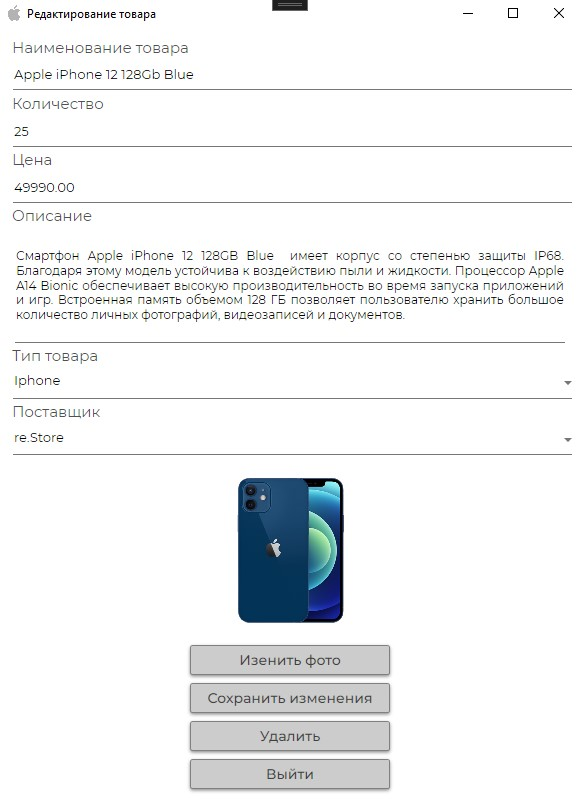 Редактирование товара
Наименование товара
Apple iPhone 12 128Gb Blue
Количество
25
Цена
49990.00
Описание
Смартфон Apple iPhone 12 128GB Blue имеет корпус со степенью защиты IP68.
Благодаря этому модель устойчива к воздействию пыли и жидкости. Процессор Apple
A14 Bionic обеспечивает высокую производительность во время запуска приложений
и игр. Встроенная память объемом 128 ГБ позволяет пользователю хранить большое
количество личных фотографий, видеозаписей и документов.
Тип товара
Iphone
Поставщик
re.Store
Изенить фото
Сохранить изменения
Удалить
Выйти